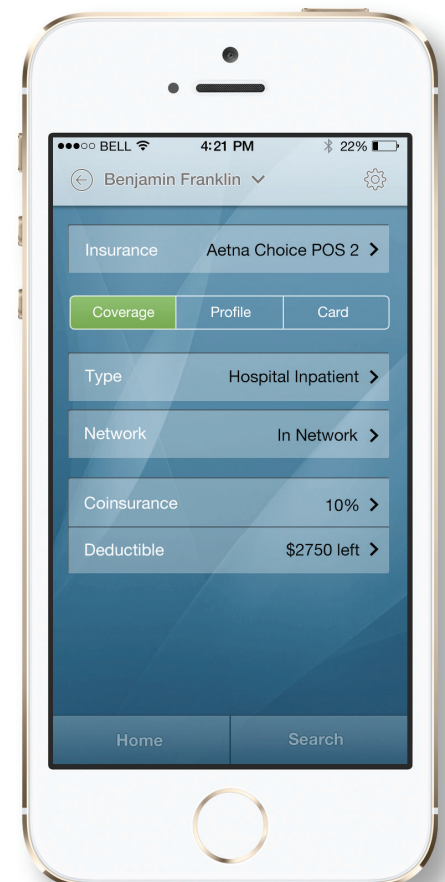 BELL 4:21 PM 22%
Benjamin Franklin
Insurance Aetna Choice POS 2
Coverage Profile Card
Type Hospital Inpatient
Network In Network
Coinsurance 10%
Deductible $2750 left
Home Search